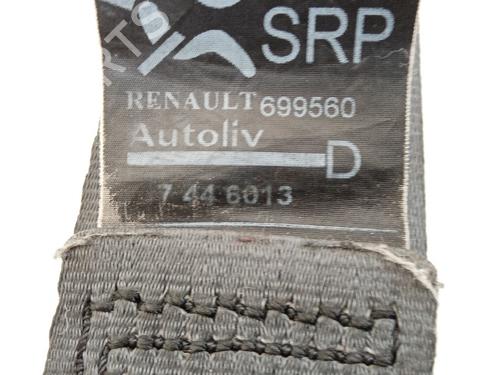 SRP
RENAULT 699560
Autoliv
D
7 44 6013